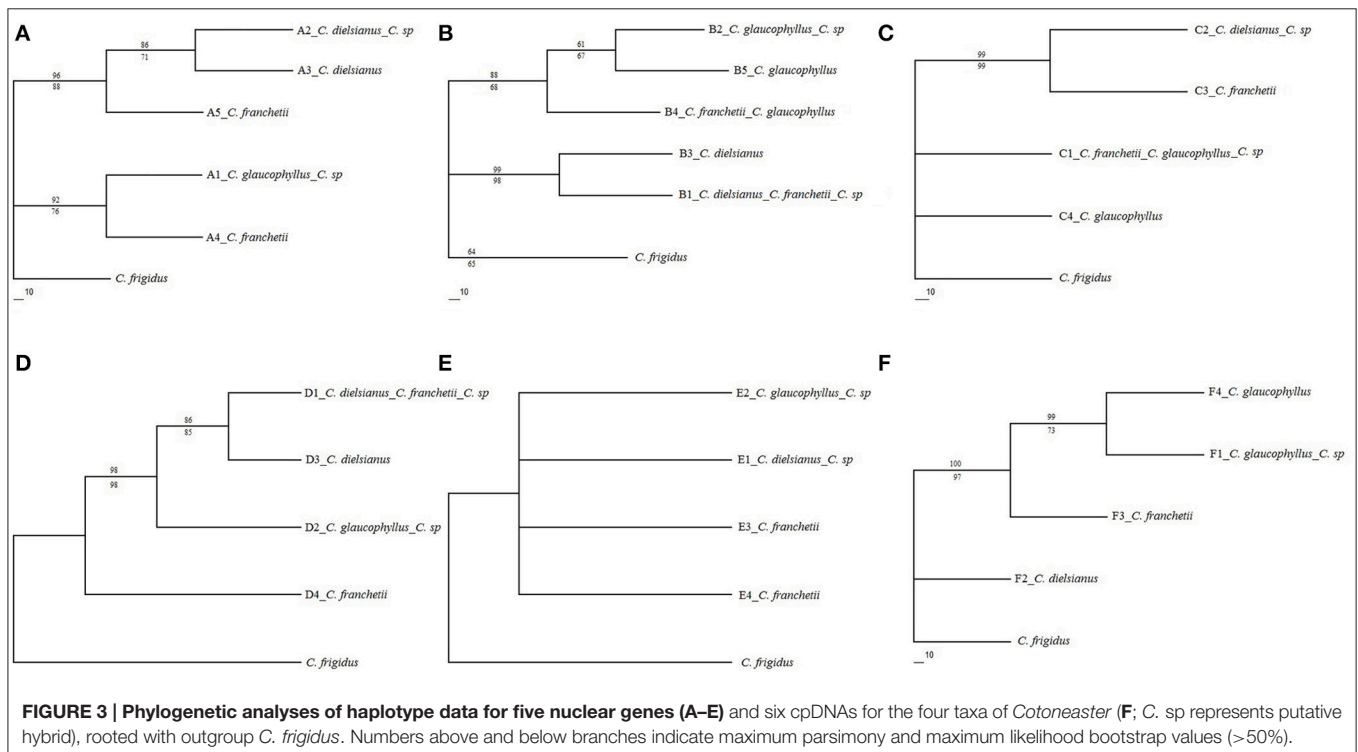 A
86
71
A2_C. dielsianus_C. sp
A3_C. dielsianus
96
88
A5_C. franchetii
A1_C. glaucophyllus_C. sp
92
76
A4_C. franchetii
C. frigidus
10
B
61
67
B2_C. glaucophyllus_C. sp
B5_C. glaucophyllus
88
68
B4_C. franchetii_C. glaucophyllus
B3_C. dielsianus
99
98
B1_C. dielsianus_C. franchetii_C. sp
64
65
C. frigidus
10
C
C2_C. dielsianus_C. sp
99
99
C3_C. franchetii
C1_C. franchetii_C. glaucophyllus_C. sp
C4_C. glaucophyllus
C. frigidus
10
D
D1_C. dielsianus_C. franchetii_C. sp
86
85
D3_C. dielsianus
98
98
D2_C. glaucophyllus_C. sp
D4_C. franchetii
C. frigidus
E
E2_C. glaucophyllus_C. sp
E1_C. dielsianus_C. sp
E3_C. franchetii
E4_C. franchetii
C. frigidus
F
F4_C. glaucophyllus
99
73
F1_C. glaucophyllus_C. sp
100
97
F3_C. franchetii
F2_C. dielsianus
C. frigidus
10
FIGURE 3 | Phylogenetic analyses of haplotype data for five nuclear genes (A–E) and six cpDNAs for the four taxa of Cotoneaster (F; C. sp represents putative
hybrid), rooted with outgroup C. frigidus. Numbers above and below branches indicate maximum parsimony and maximum likelihood bootstrap values (>50%).